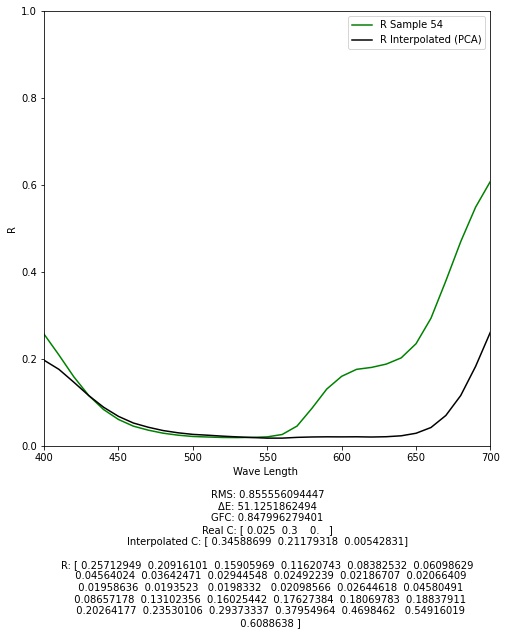 1.0
R Sample 54
R Interpolated (PCA)
0.8
0.6
R
0.4
0.2
0.0
400 450 500 550 600 650 700
Wave Length
RMS: 0.855556094447
ΔE: 51.1251862494
GFC: 0.847996279401
Real C: [ 0.025 0.3 0. ]
Interpolated C: [ 0.34588699 0.21179318 0.00542831]
R: [ 0.25712949 0.20916101 0.15905969 0.11620743 0.08382532 0.06098629
0.04564024 0.03642471 0.02944548 0.02492239 0.02186707 0.02066409
0.01958636 0.0193523 0.0198332 0.02098566 0.02644618 0.04580491
0.08657178 0.13102356 0.16025442 0.17627384 0.18069783 0.18837911
0.20264177 0.23530106 0.29373337 0.37954964 0.4698462 0.54916019
0.6088638 ]